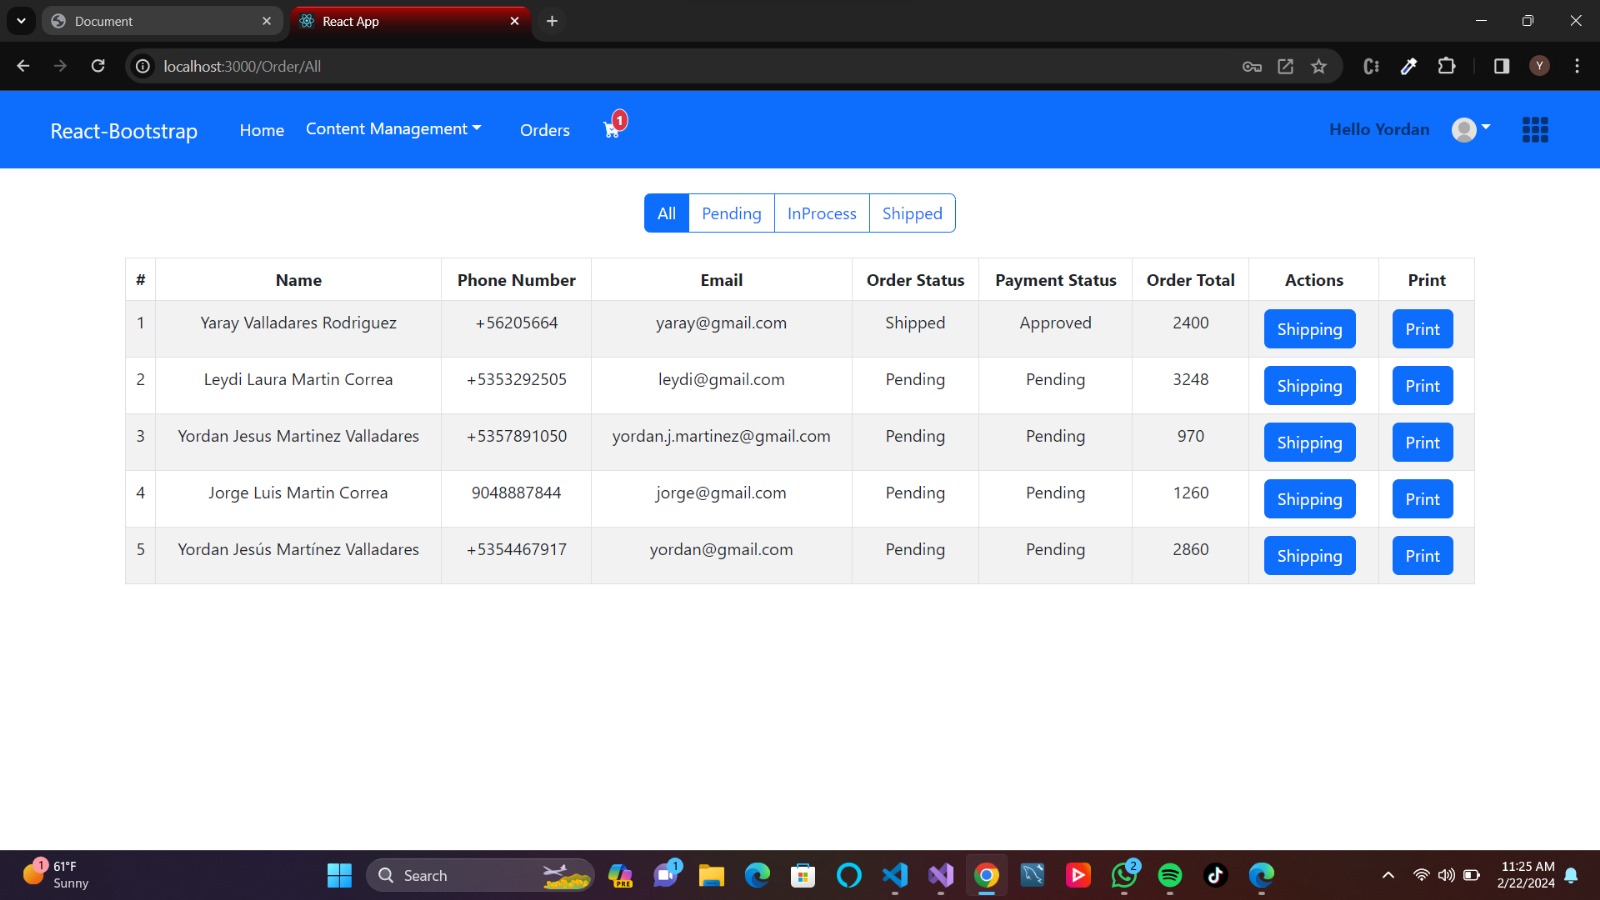 Document
React App
localhost:3000/Order/All
Y
React-Bootstrap Home Content Management Orders 1 Hello Yordan
All Pending InProcess Shipped
# Name Phone Number Email Order Status Payment Status Order Total Actions Print
1 Yaray Valladares Rodriguez +56205664 yaray@gmail.com Shipped Approved 2400 Shipping Print
2 Leydi Laura Martin Correa +5353292505 leydi@gmail.com Pending Pending 3248 Shipping Print
3 Yordan Jesus Martinez Valladares +5357891050 yordan.j.martinez@gmail.com Pending Pending 970 Shipping Print
4 Jorge Luis Martin Correa 9048887844 jorge@gmail.com Pending Pending 1260 Shipping Print
5 Yordan Jesús Martínez Valladares +5354467917 yordan@gmail.com Pending Pending 2860 Shipping Print
1 61°F
Sunny
Search
PRE
1
2
11:25 AM
2/22/2024